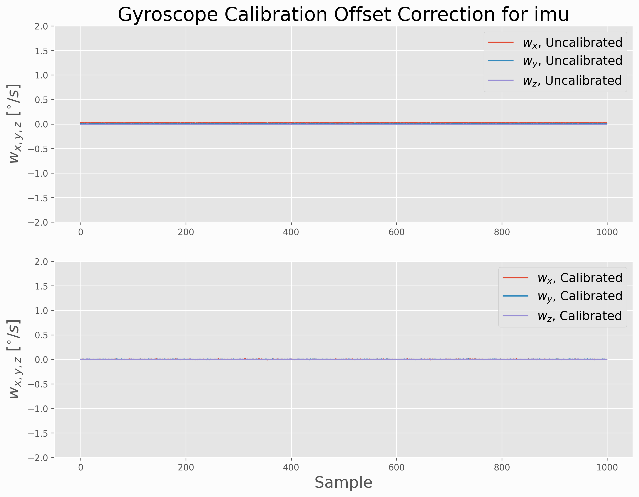 Gyroscope Calibration Offset Correction for imu
2.0
1.5
1.0
0.5
0.0
−0.5
−1.0
−1.5
−2.0
w_{x,y,z} [°/s]
w_x, Uncalibrated
w_y, Uncalibrated
w_z, Uncalibrated
0 200 400 600 800 1000
2.0
1.5
1.0
0.5
0.0
−0.5
−1.0
−1.5
−2.0
w_{x,y,z} [°/s]
w_x, Calibrated
w_y, Calibrated
w_z, Calibrated
0 200 400 600 800 1000
Sample